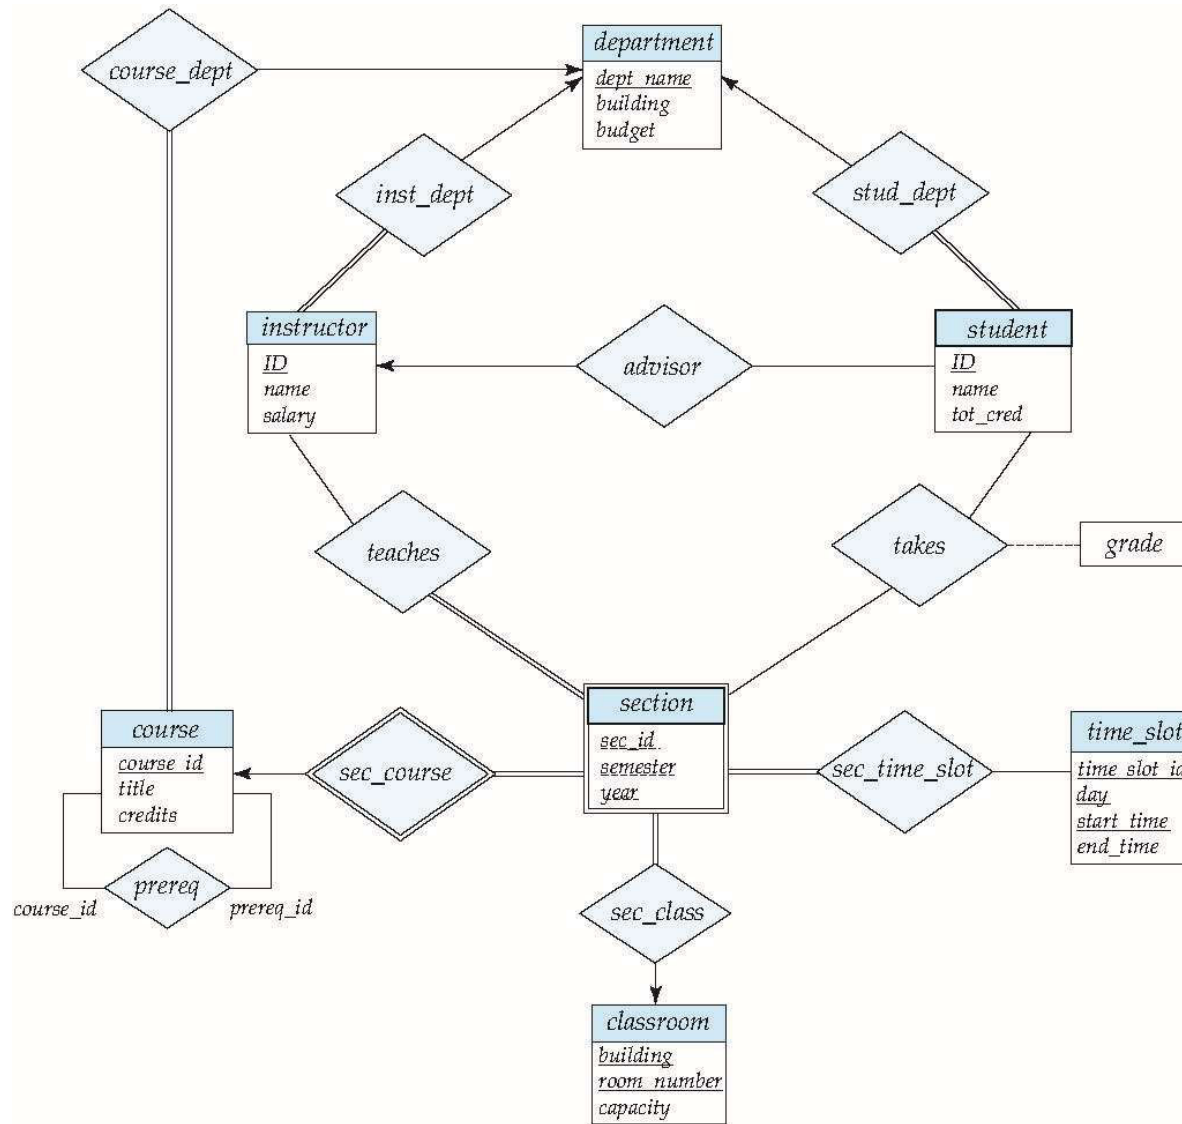 course_dept
department
dept_name
building
budget
inst_dept
stud_dept
instructor
ID
name
salary
advisor
student
ID
name
tot_cred
teaches
takes
grade
course
course_id
title
credits
sec_course
section
sec_id
semester
year
sec_time_slot
time_slot
time_slot_id
day
start_time
end_time
prereq
course_id
prereq_id
sec_class
classroom
building
room_number
capacity